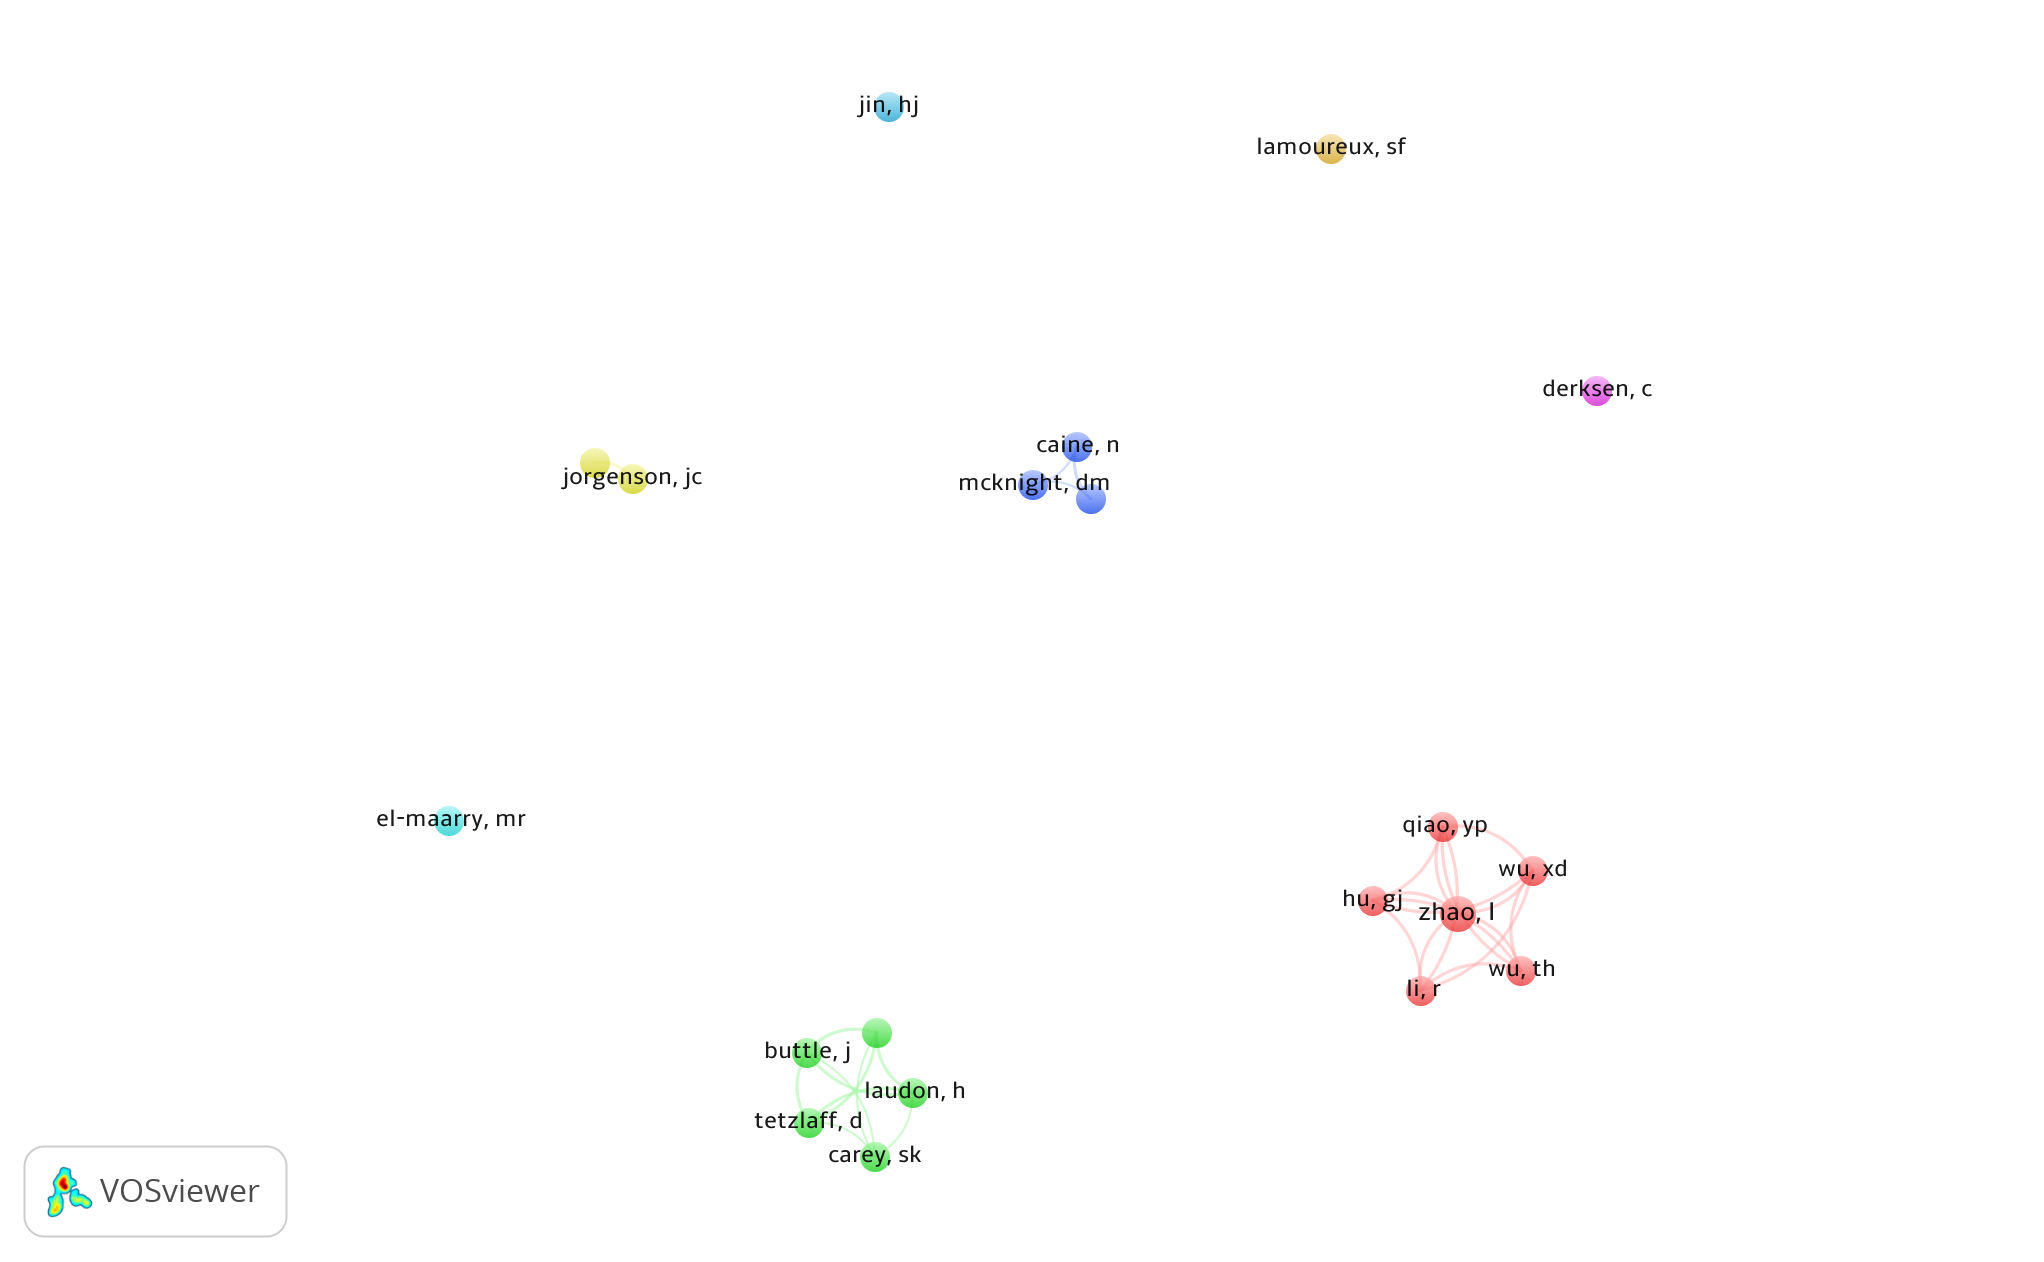 jin, hj
lamoureux, sf
derksen, c
caine, n
jorgenson, jc
mcknight, dm
el-maarry, mr
qiao, yp
wu, xd
hu, gj
zhao, l
wu, th
li, r
buttle, j
laudon, h
tetzlaff, d
carey, sk
VOSviewer